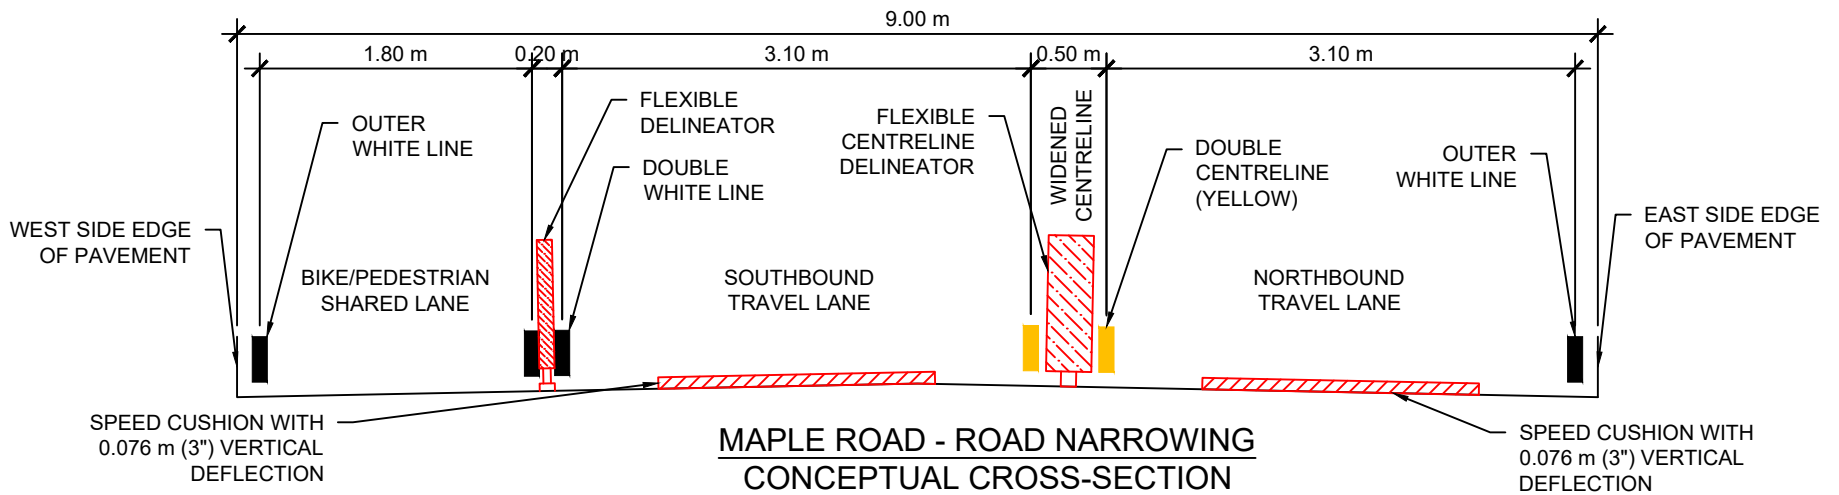 9.00 m
1.80 m
0.20 m
3.10 m
0.50 m
3.10 m
OUTER
WHITE LINE
FLEXIBLE
DELINEATOR
DOUBLE
WHITE LINE
FLEXIBLE
CENTRELINE
DELINEATOR
WIDENED
CENTRELINE
DOUBLE
CENTRELINE
(YELLOW)
OUTER
WHITE LINE
WEST SIDE EDGE
OF PAVEMENT
EAST SIDE EDGE
OF PAVEMENT
BIKE/PEDESTRIAN
SHARED LANE
SOUTHBOUND
TRAVEL LANE
NORTHBOUND
TRAVEL LANE
SPEED CUSHION WITH
0.076 m (3") VERTICAL
DEFLECTION
MAPLE ROAD - ROAD NARROWING
CONCEPTUAL CROSS-SECTION
SPEED CUSHION WITH
0.076 m (3") VERTICAL
DEFLECTION